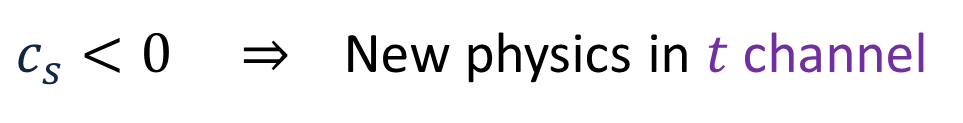 c_s < 0 ⇒ New physics in t channel